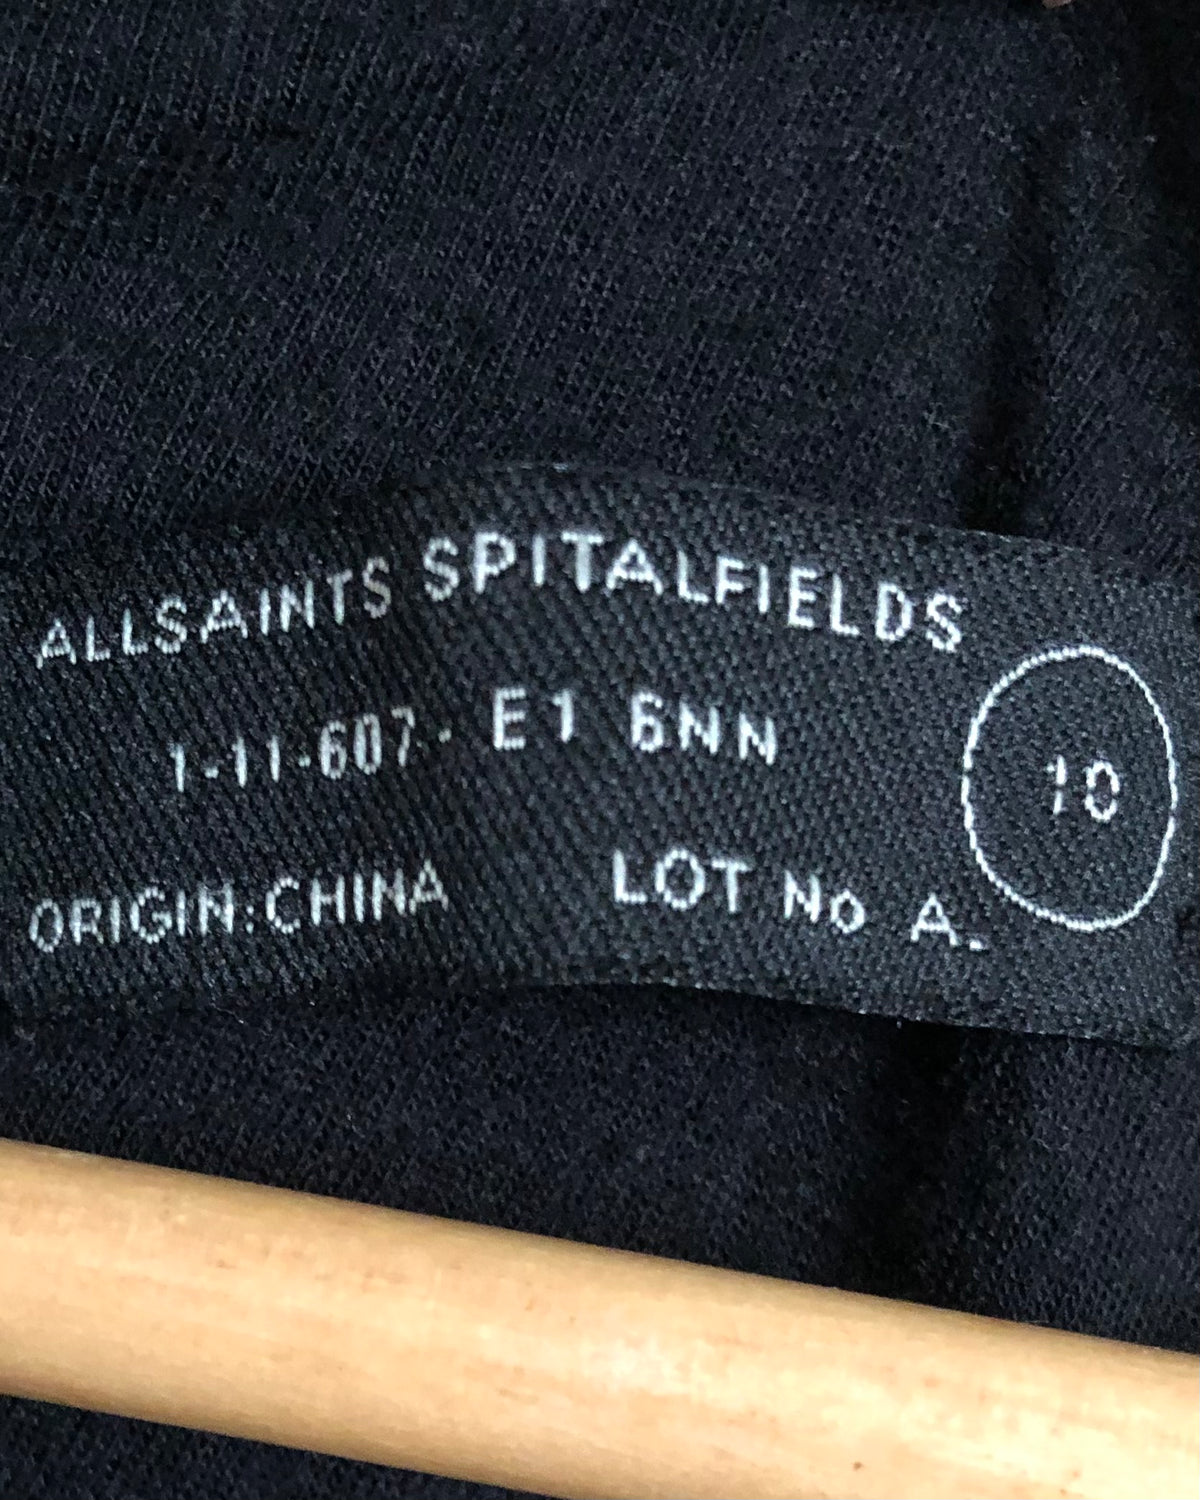 ALLSAINTS SPITALFIELDS
1-11-607- E1 6NN
10
ORIGIN:CHINA LOT No A.